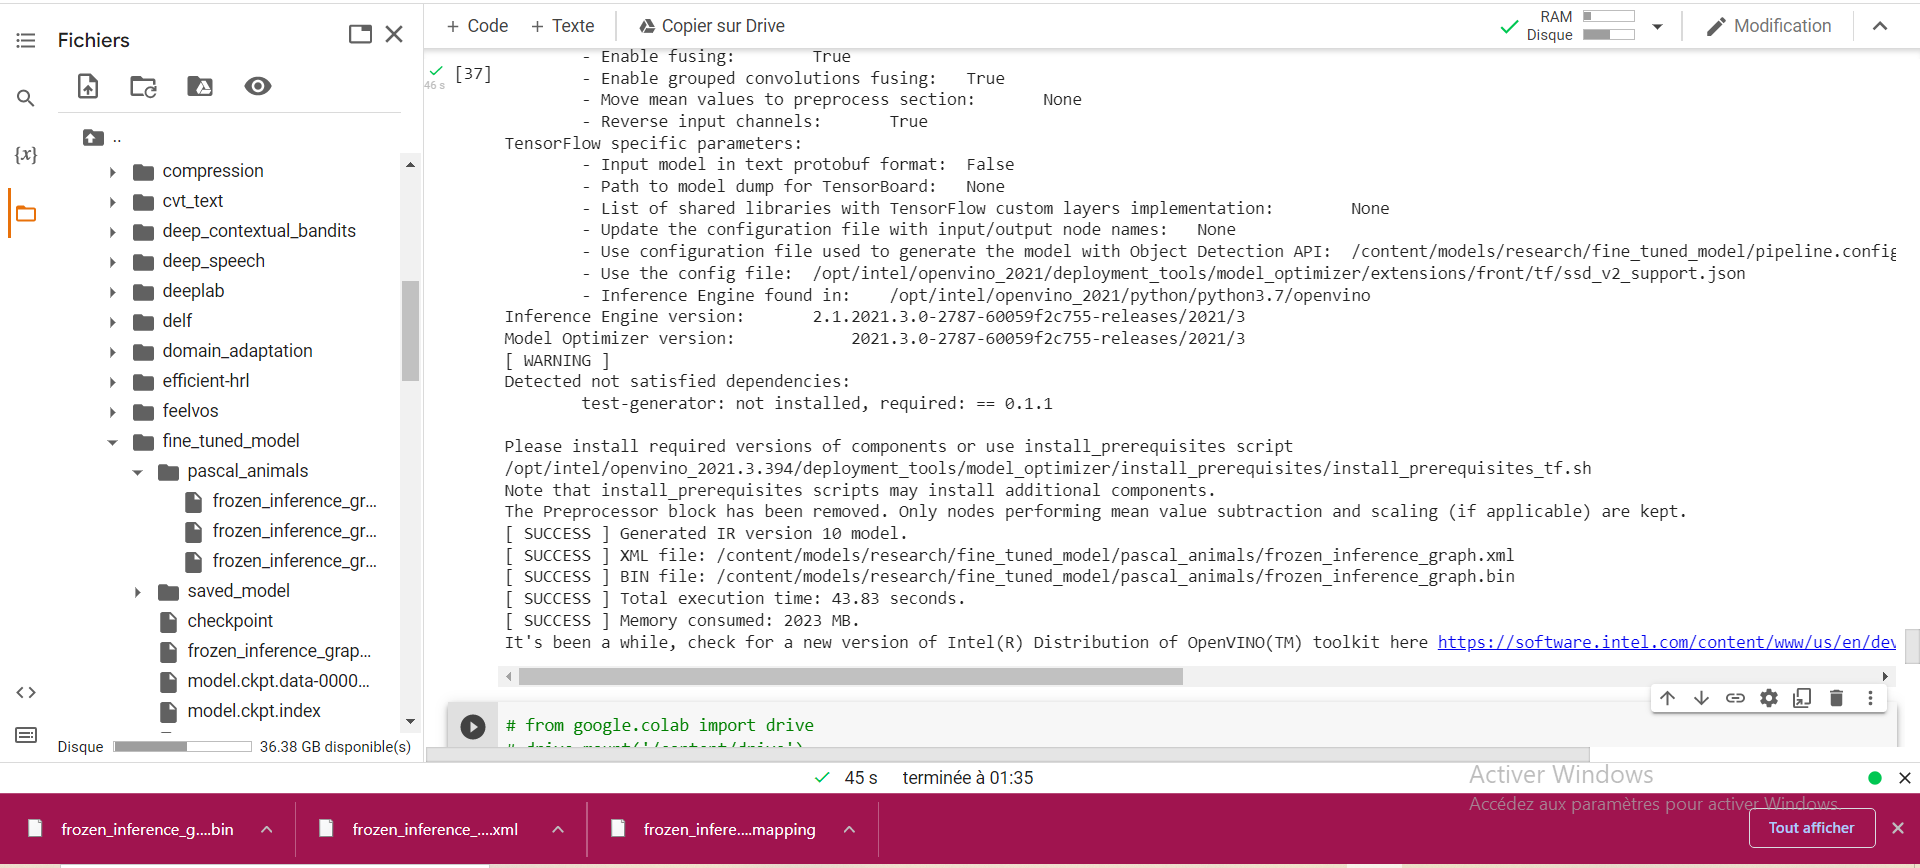 Fichiers
+ Code + Texte Copier sur Drive
RAM
Disque
Modification
{x}
..
compression
cvt_text
deep_contextual_bandits
deep_speech
deeplab
delf
domain_adaptation
efficient-hrl
feelvos
fine_tuned_model
pascal_animals
frozen_inference_gr...
frozen_inference_gr...
frozen_inference_gr...
saved_model
checkpoint
frozen_inference_grap...
model.ckpt.data-0000...
model.ckpt.index
Disque 36.38 GB disponible(s)
[37]
46 s
- Enable fusing: True
- Enable grouped convolutions fusing: True
- Move mean values to preprocess section: None
- Reverse input channels: True
TensorFlow specific parameters:
- Input model in text protobuf format: False
- Path to model dump for TensorBoard: None
- List of shared libraries with TensorFlow custom layers implementation: None
- Update the configuration file with input/output node names: None
- Use configuration file used to generate the model with Object Detection API: /content/models/research/fine_tuned_model/pipeline.config
- Use the config file: /opt/intel/openvino_2021/deployment_tools/model_optimizer/extensions/front/tf/ssd_v2_support.json
- Inference Engine found in: /opt/intel/openvino_2021/python/python3.7/openvino
Inference Engine version: 2.1.2021.3.0-2787-60059f2c755-releases/2021/3
Model Optimizer version: 2021.3.0-2787-60059f2c755-releases/2021/3
[ WARNING ]
Detected not satisfied dependencies:
test-generator: not installed, required: == 0.1.1
Please install required versions of components or use install_prerequisites script
/opt/intel/openvino_2021.3.394/deployment_tools/model_optimizer/install_prerequisites/install_prerequisites_tf.sh
Note that install_prerequisites scripts may install additional components.
The Preprocessor block has been removed. Only nodes performing mean value subtraction and scaling (if applicable) are kept.
[ SUCCESS ] Generated IR version 10 model.
[ SUCCESS ] XML file: /content/models/research/fine_tuned_model/pascal_animals/frozen_inference_graph.xml
[ SUCCESS ] BIN file: /content/models/research/fine_tuned_model/pascal_animals/frozen_inference_graph.bin
[ SUCCESS ] Total execution time: 43.83 seconds.
[ SUCCESS ] Memory consumed: 2023 MB.
It's been a while, check for a new version of Intel(R) Distribution of OpenVINO(TM) toolkit here https://software.intel.com/content/www/us/en/dev
# from google.colab import drive
# drive.mount('/content/drive')
45 s terminée à 01:35
Activer Windows
Accédez aux paramètres pour activer Windows.
frozen_inference_g....bin
frozen_inference_....xml
frozen_infere....mapping
Tout afficher